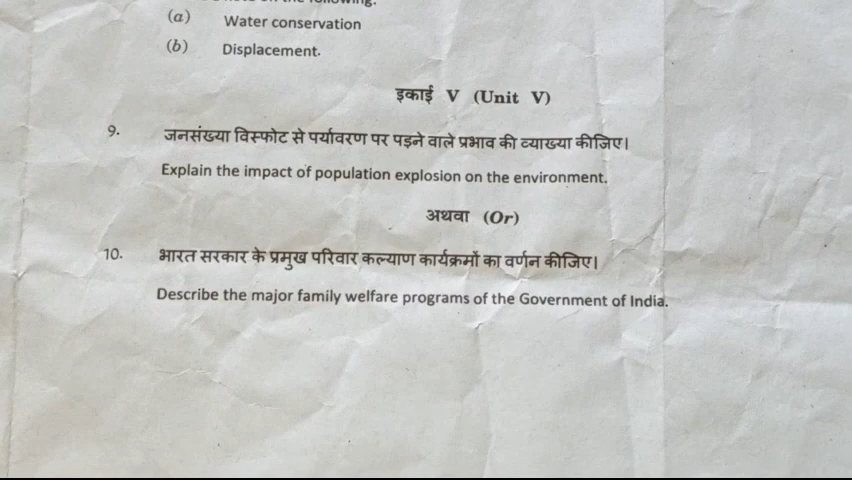 (a) Water conservation
(b) Displacement.
इकाई V (Unit V)
9. जनसंख्या विस्फोट से पर्यावरण पर पड़ने वाले प्रभाव की व्याख्या कीजिए।
Explain the impact of population explosion on the environment.
अथवा (Or)
10. भारत सरकार के प्रमुख परिवार कल्याण कार्यक्रमों का वर्णन कीजिए।
Describe the major family welfare programs of the Government of India.